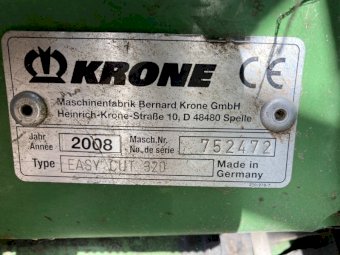 KRONE CE
Maschinenfabrik Bernard Krone GmbH
Heinrich-Krone-Straße 10, D 48480 Spelle
Jahr Année 2008 Masch.Nr. No. de série 752472
Type EASY CUT 320 Made in Germany